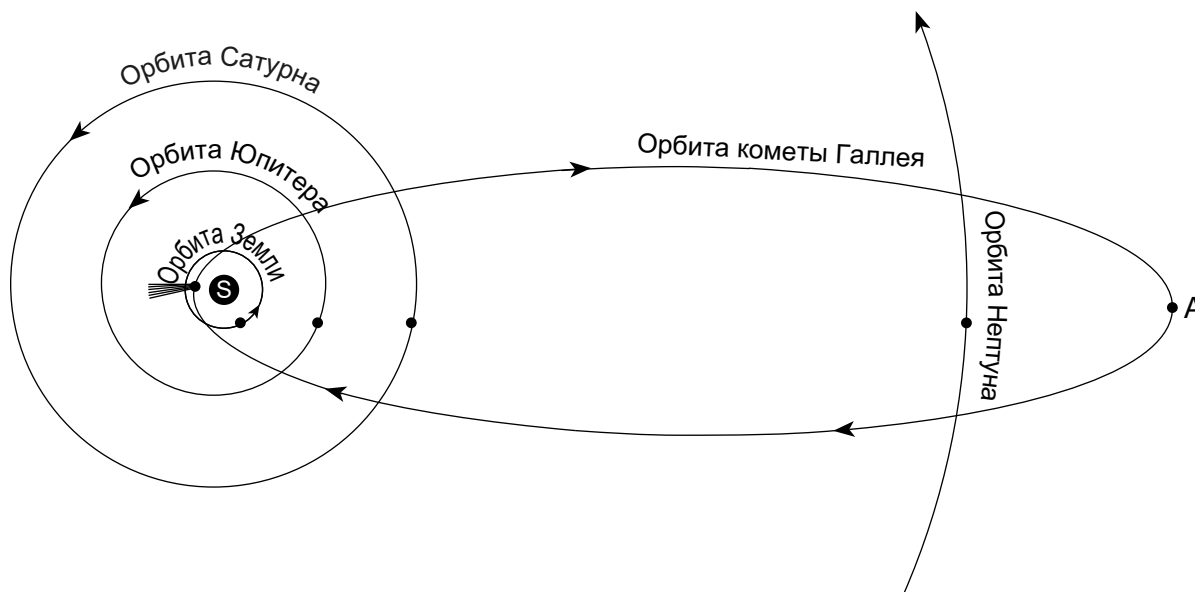 Орбита Сатурна
Орбита Юпитера
Орбита Земли
S
Орбита кометы Галлея
Орбита Нептуна
A